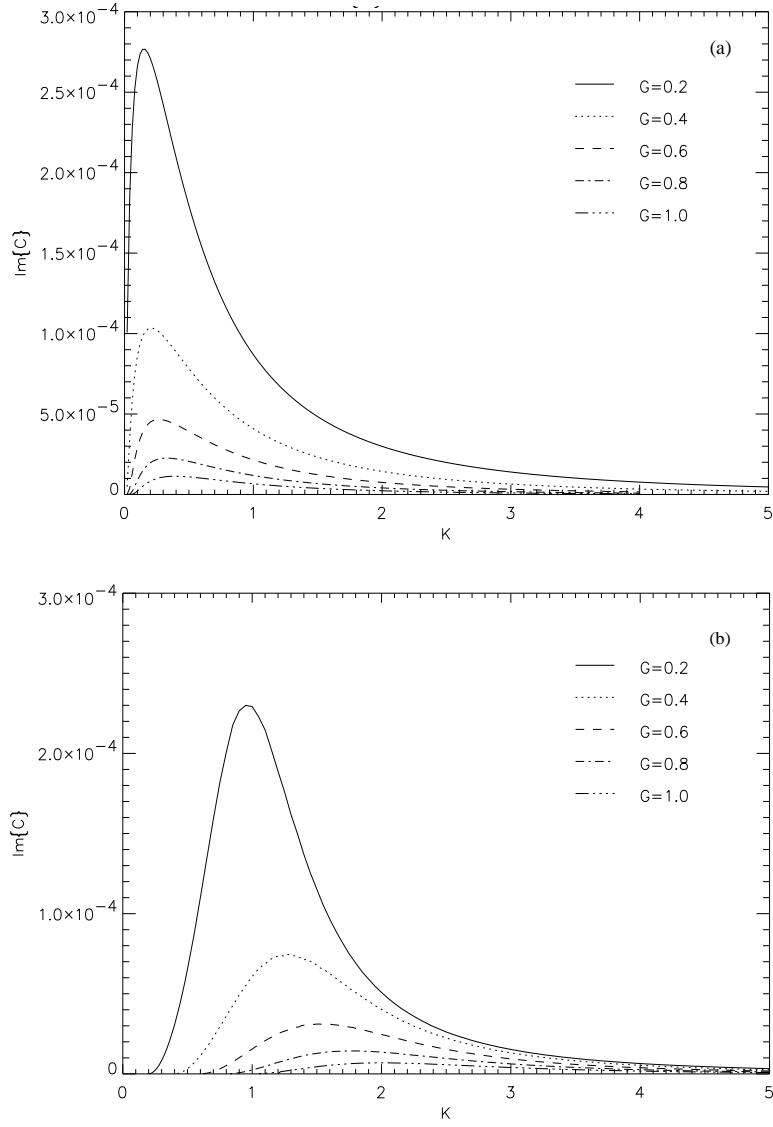 3.0×10⁻⁴
(a)
G=0.2
2.5×10⁻⁴
G=0.4
G=0.6
2.0×10⁻⁴
G=0.8
G=1.0
Im{C}
1.5×10⁻⁴
1.0×10⁻⁴
5.0×10⁻⁵
0
0 1 2 3 4 5
K
3.0×10⁻⁴
(b)
G=0.2
G=0.4
2.0×10⁻⁴
G=0.6
G=0.8
G=1.0
Im{C}
1.0×10⁻⁴
0
0 1 2 3 4 5
K